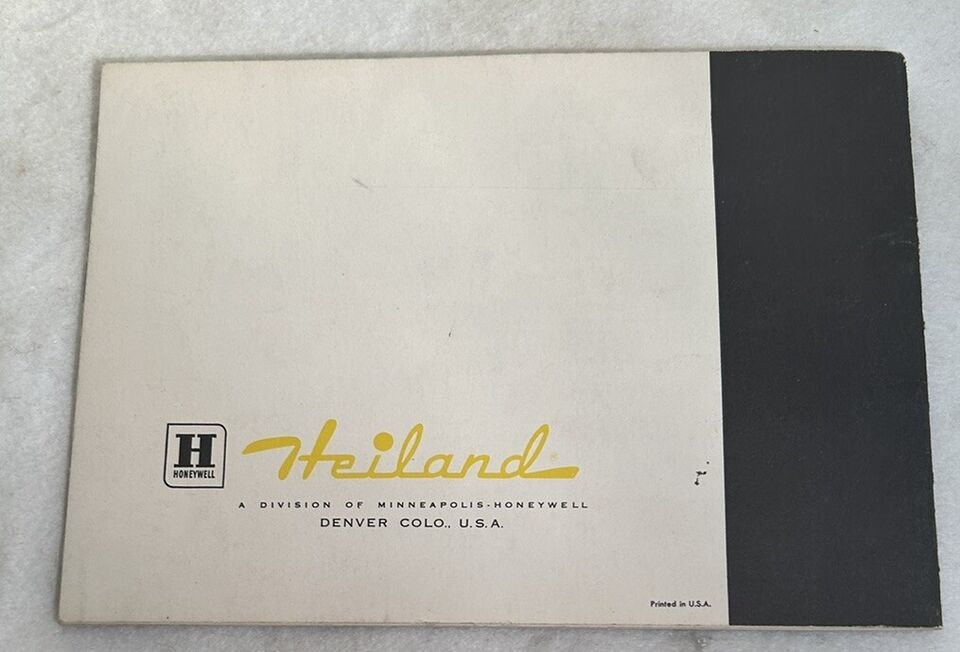 H
HONEYWELL
Heiland®
A DIVISION OF MINNEAPOLIS-HONEYWELL
DENVER COLO., U.S.A.
Printed in U.S.A.